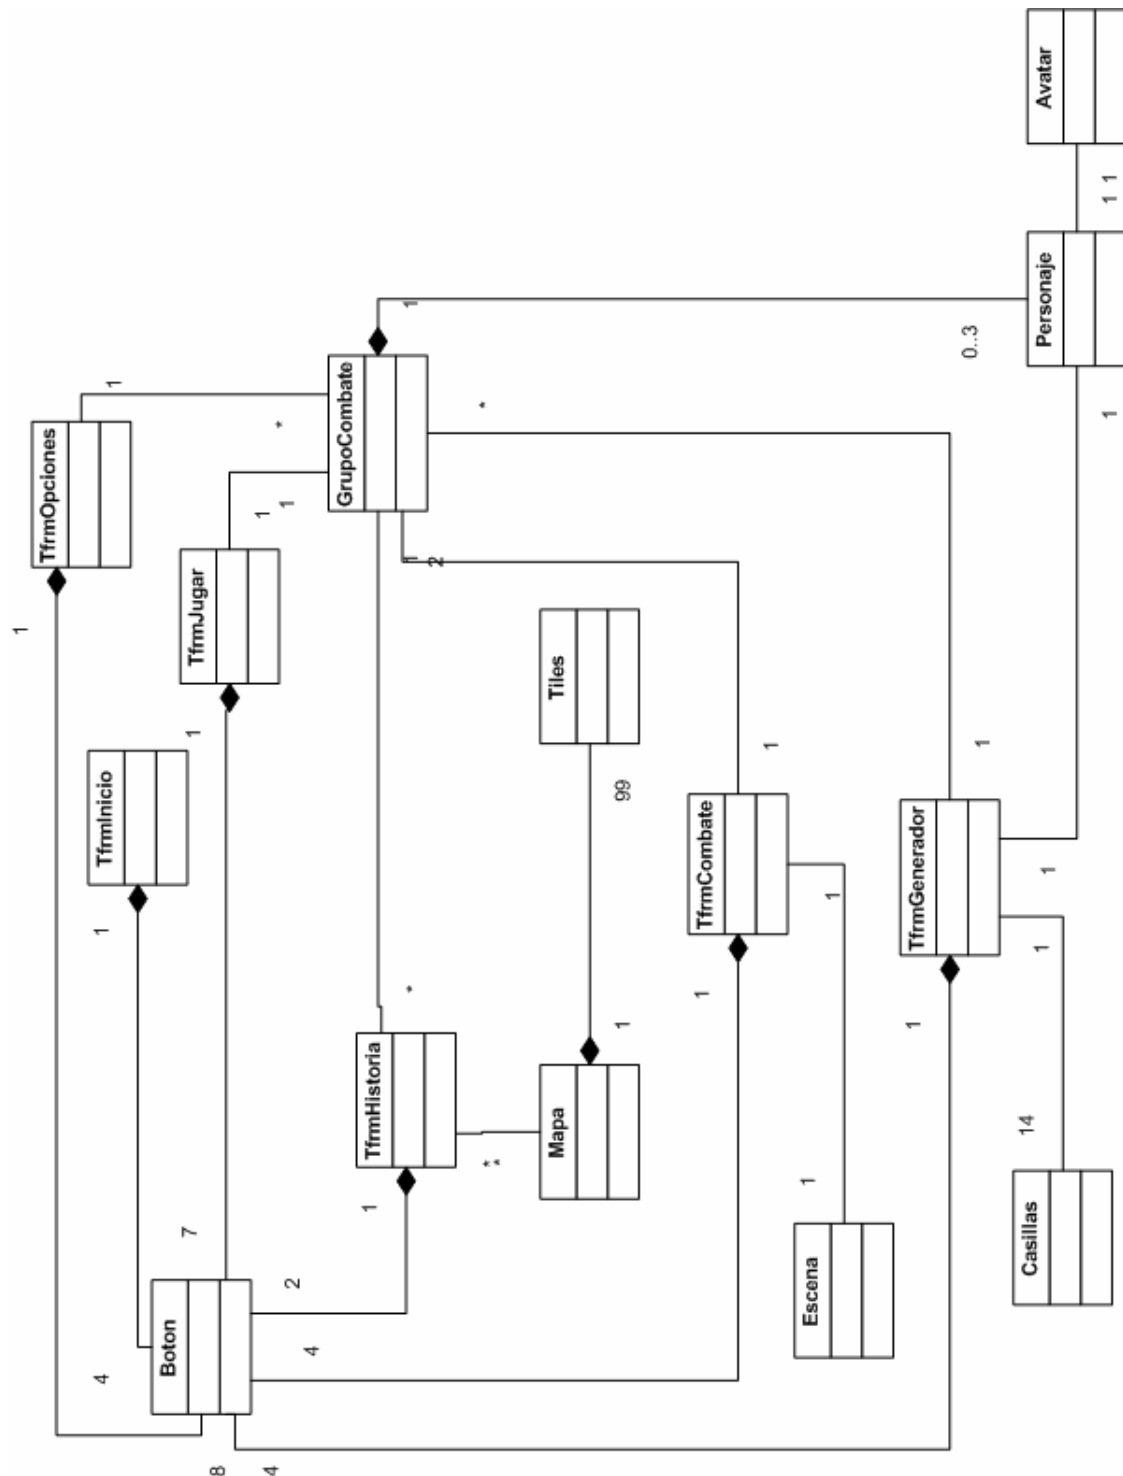 1
TfrmOpciones
4
1
TfrmInicio
1
Boton
7
1
TfrmJugar
8
1
4
*
1
2
4
GrupoCombate
1
TfrmHistoria
*
1
1
2
*
*
*
Mapa
Tiles
1
99
1
TfrmCombate
1
Escena
1
1
1
TfrmGenerador
0..3
1
Casillas
14
1
1
Personaje
Avatar
1
1 1